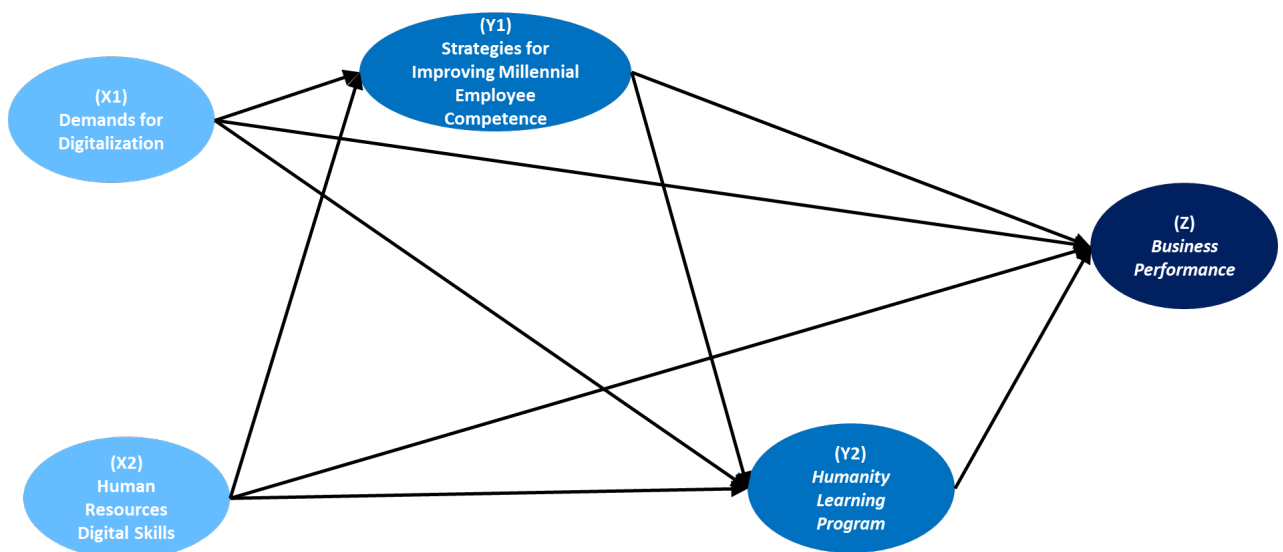 (Y1)
Strategies for
Improving Millennial
Employee
Competence
(X1)
Demands for
Digitalization
(Z)
Business
Performance
(X2)
Human
Resources
Digital Skills
(Y2)
Humanity
Learning
Program